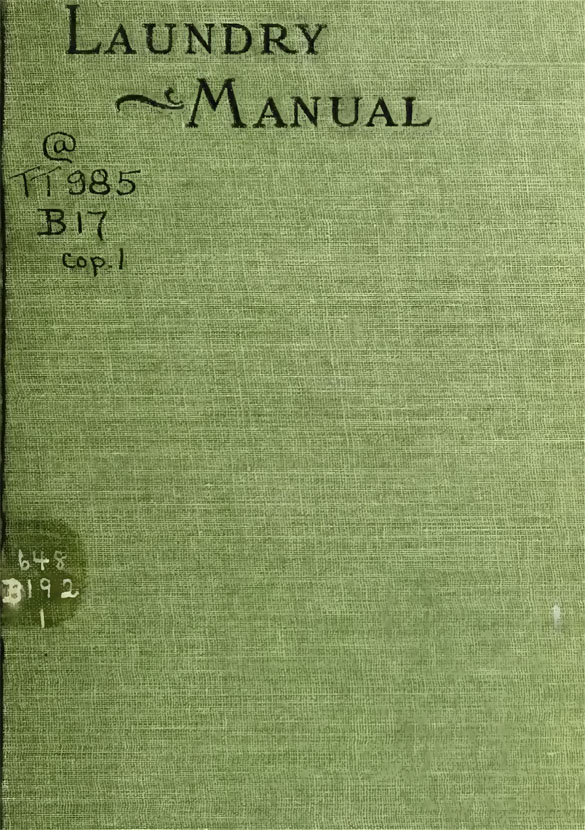 LAUNDRY
MANUAL
@
TT985
B17
cop.1
648
B192
1